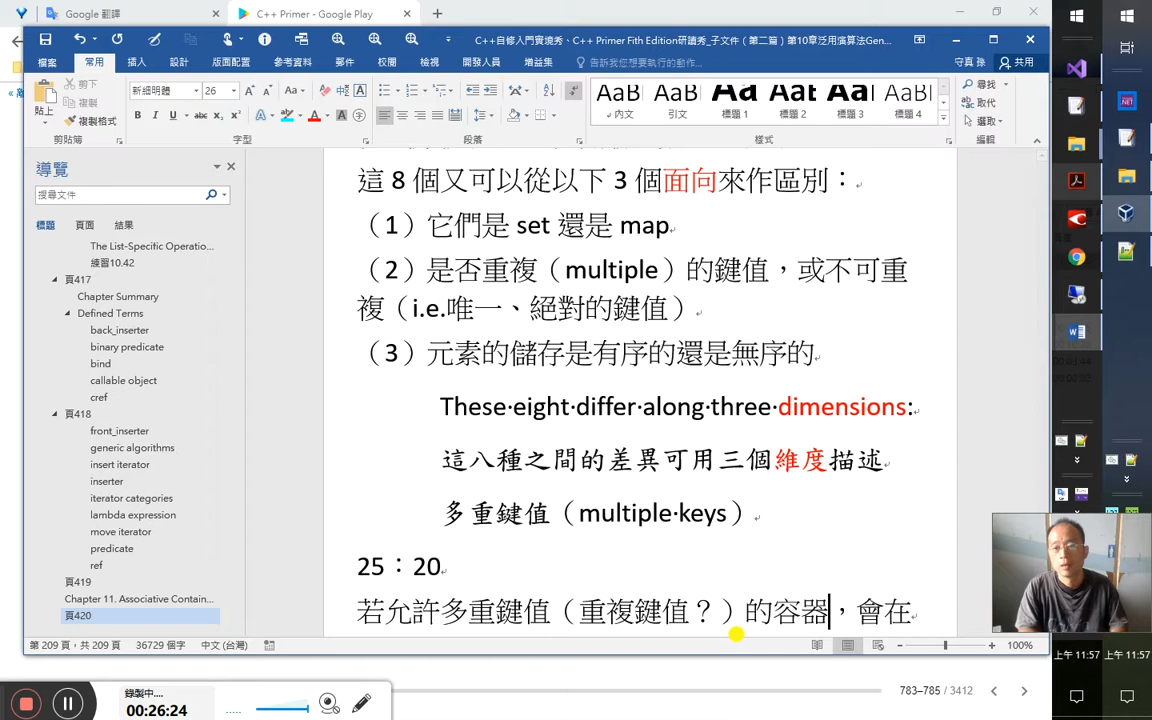 Google 翻譯
C++ Primer - Google Play
C++自修入門實境秀、C++ Primer Fith Edition研讀秀_子文件（第二篇）第10章泛用演算法Gen...
檔案
常用
插入
設計
版面配置
參考資料
郵件
校閱
檢視
開發人員
增益集
告訴我您想要執行的動作...
守真 孫
共用
貼上
剪下
複製
複製格式
新細明體
26
AaB
AaB
AaB
AaB
AaB
AaBl
內文
引文
標題 1
標題 2
標題 3
標題 4
尋找
取代
選取
剪貼簿
字型
段落
樣式
編輯
導覽
搜尋文件
標題
頁面
結果
The List-Specific Operatio...
練習10.42
頁417
Chapter Summary
Defined Terms
back_inserter
binary predicate
bind
callable object
cref
頁418
front_inserter
generic algorithms
insert iterator
inserter
iterator categories
lambda expression
move iterator
predicate
ref
頁419
Chapter 11. Associative Contain...
頁420
這 8 個又可以從以下 3 個面向來作區別：
（1）它們是 set 還是 map
（2）是否重複（multiple）的鍵值，或不可重
複（i.e.唯一、絕對的鍵值）
（3）元素的儲存是有序的還是無序的
These·eight·differ·along·three·dimensions:
這八種之間的差異可用三個維度描述
多重鍵值（multiple·keys）
25：20
若允許多重鍵值（重複鍵值？）的容器，會在
第 209 頁，共 209 頁
36729 個字
100%
錄製中...
00:26:24
783–785 / 3412
上午 11:57
上午 11:57